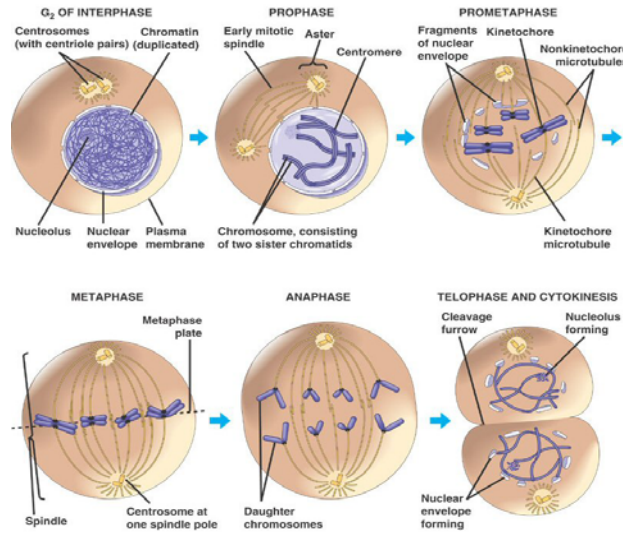 G₂ OF INTERPHASE
PROPHASE
PROMETAPHASE
Centrosomes
(with centriole pairs)
Chromatin
(duplicated)
Early mitotic
spindle
Aster
Centromere
Fragments
of nuclear
envelope
Kinetochore
Nonkinetochore
microtubules
Nucleolus
Nuclear
envelope
Plasma
membrane
Chromosome, consisting
of two sister chromatids
Kinetochore
microtubule
METAPHASE
ANAPHASE
TELOPHASE AND CYTOKINESIS
Metaphase
plate
Cleavage
furrow
Nucleolus
forming
Spindle
Centrosome at
one spindle pole
Daughter
chromosomes
Nuclear
envelope
forming